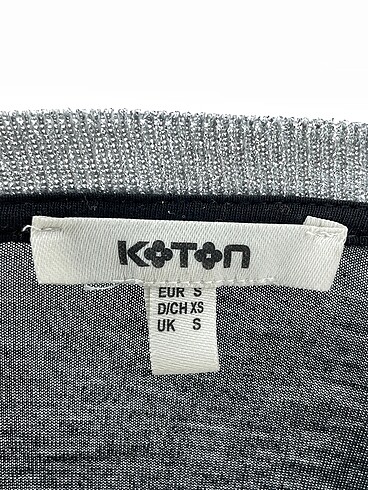 KOTON
EUR S
D/CH XS
UK S